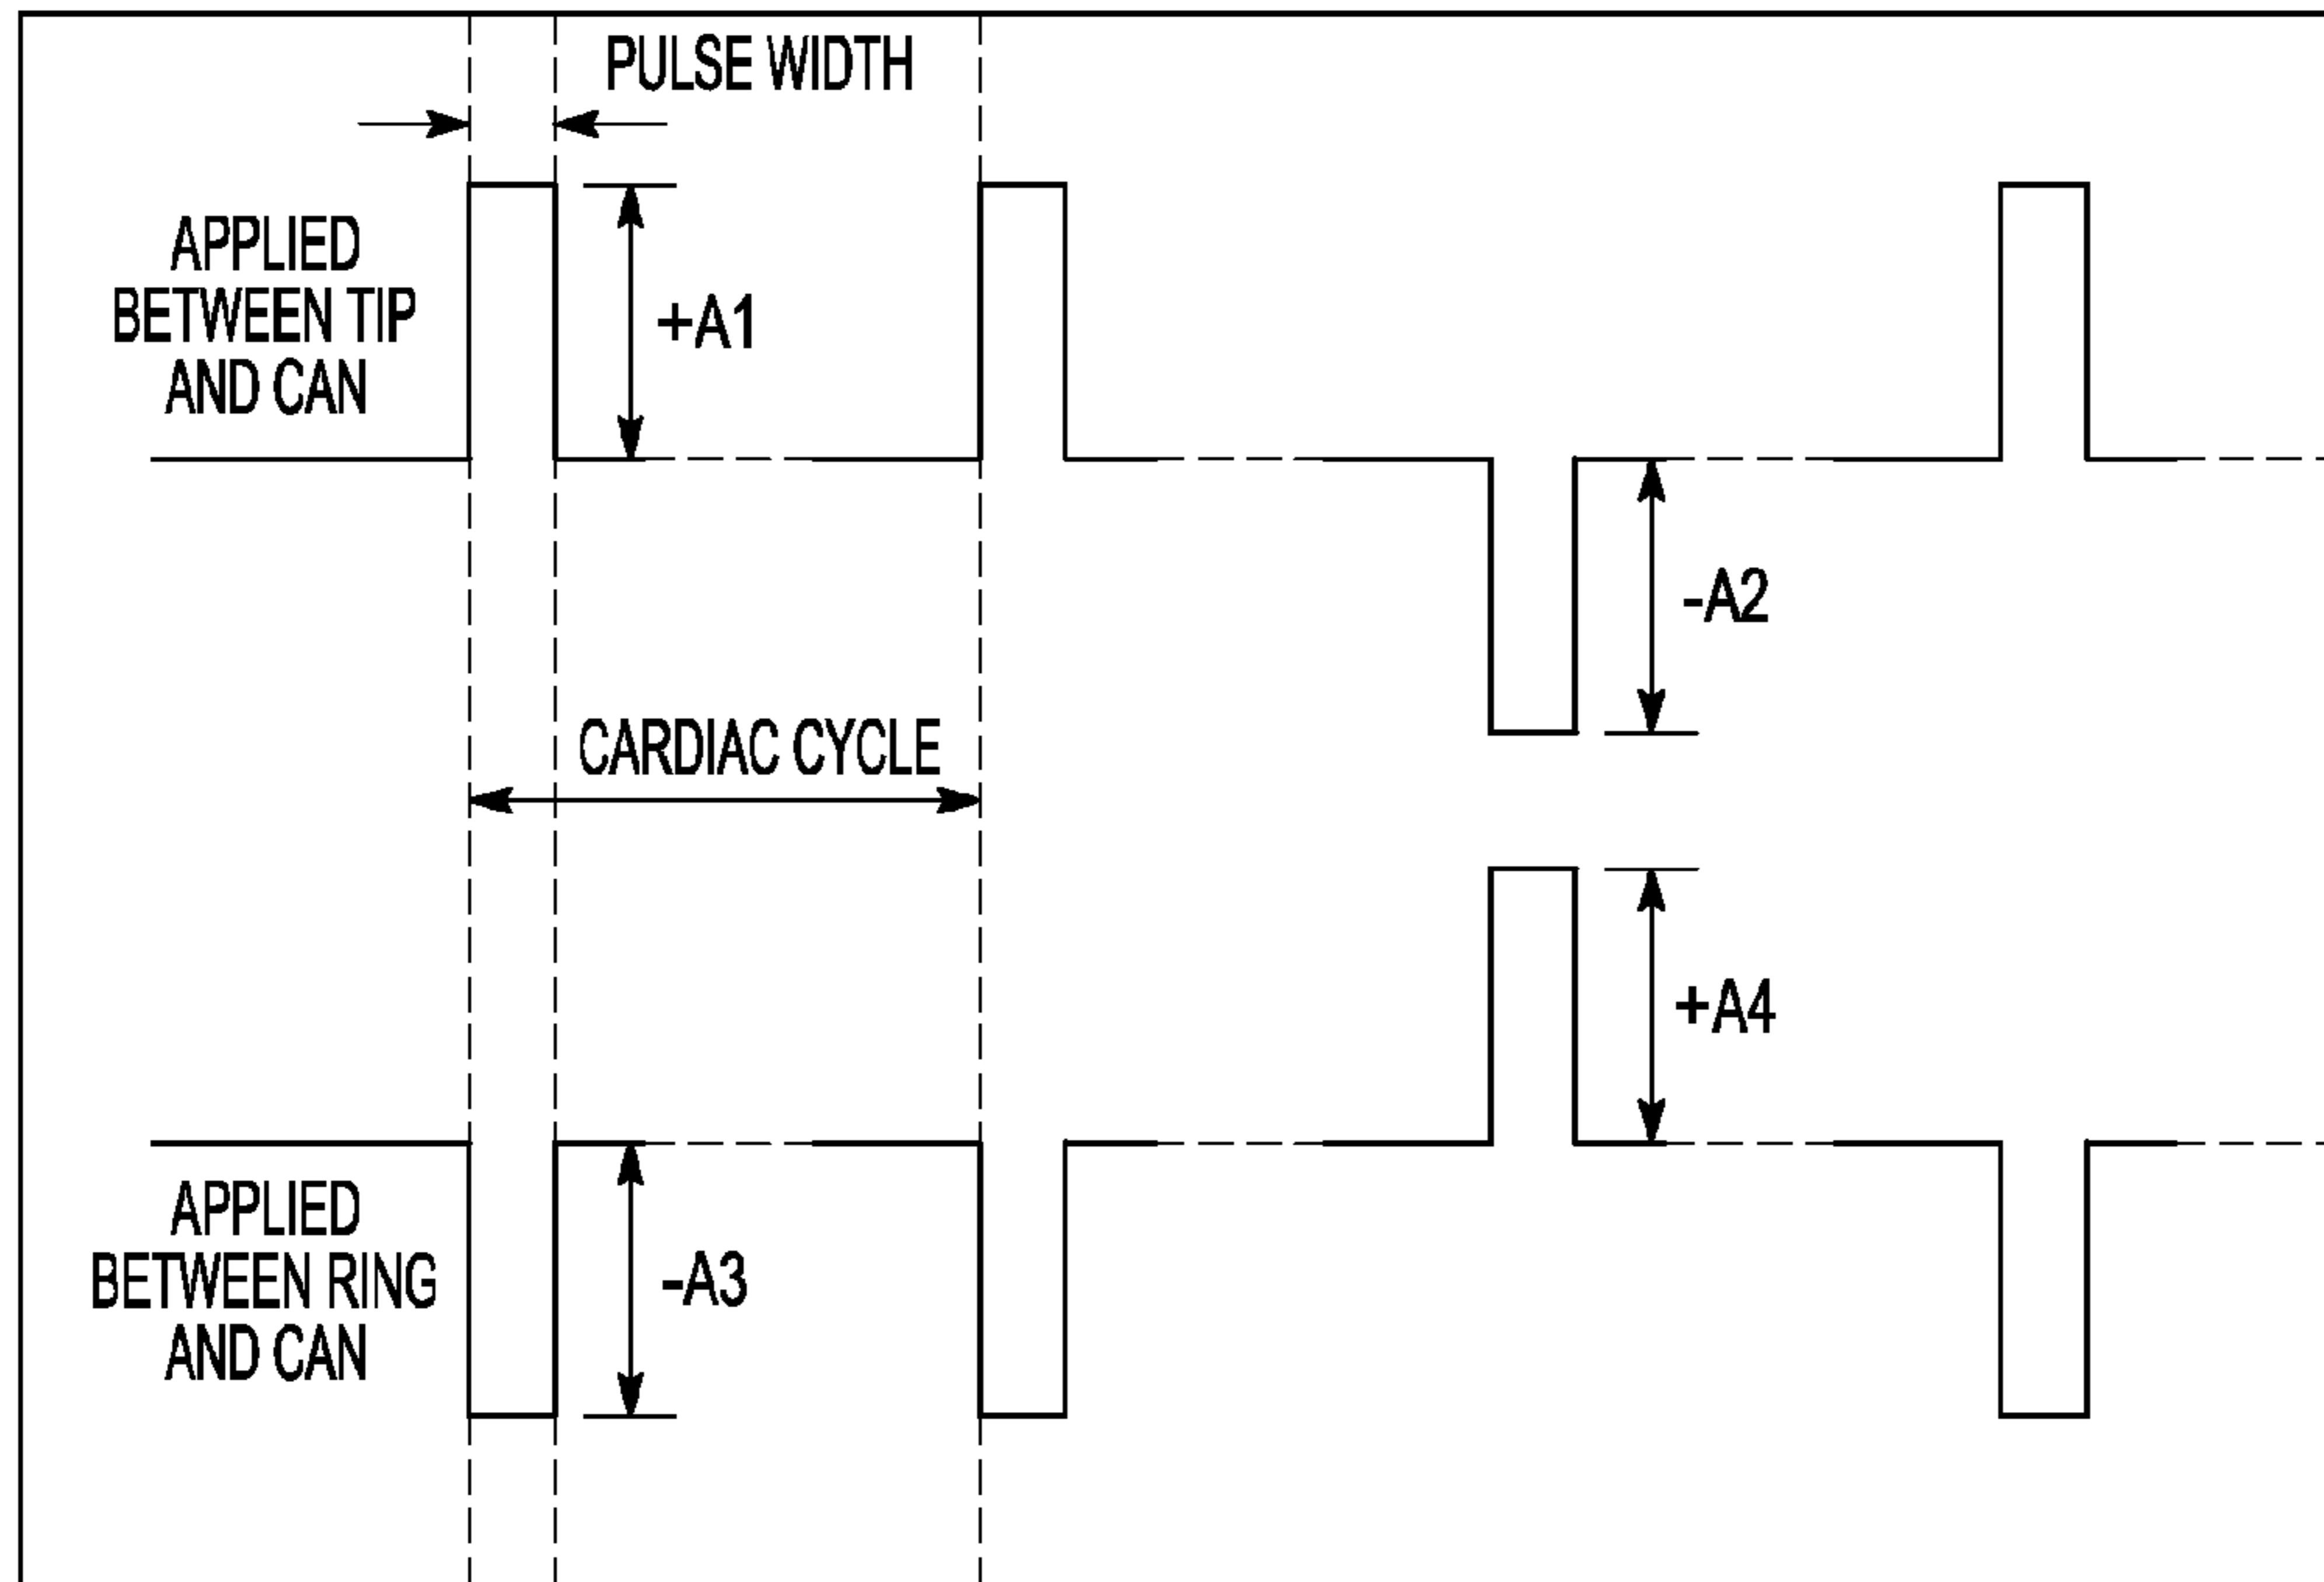 PULSE WIDTH
APPLIED
BETWEEN TIP
AND CAN
+A1
-A2
CARDIAC CYCLE
+A4
APPLIED
BETWEEN RING
AND CAN
-A3